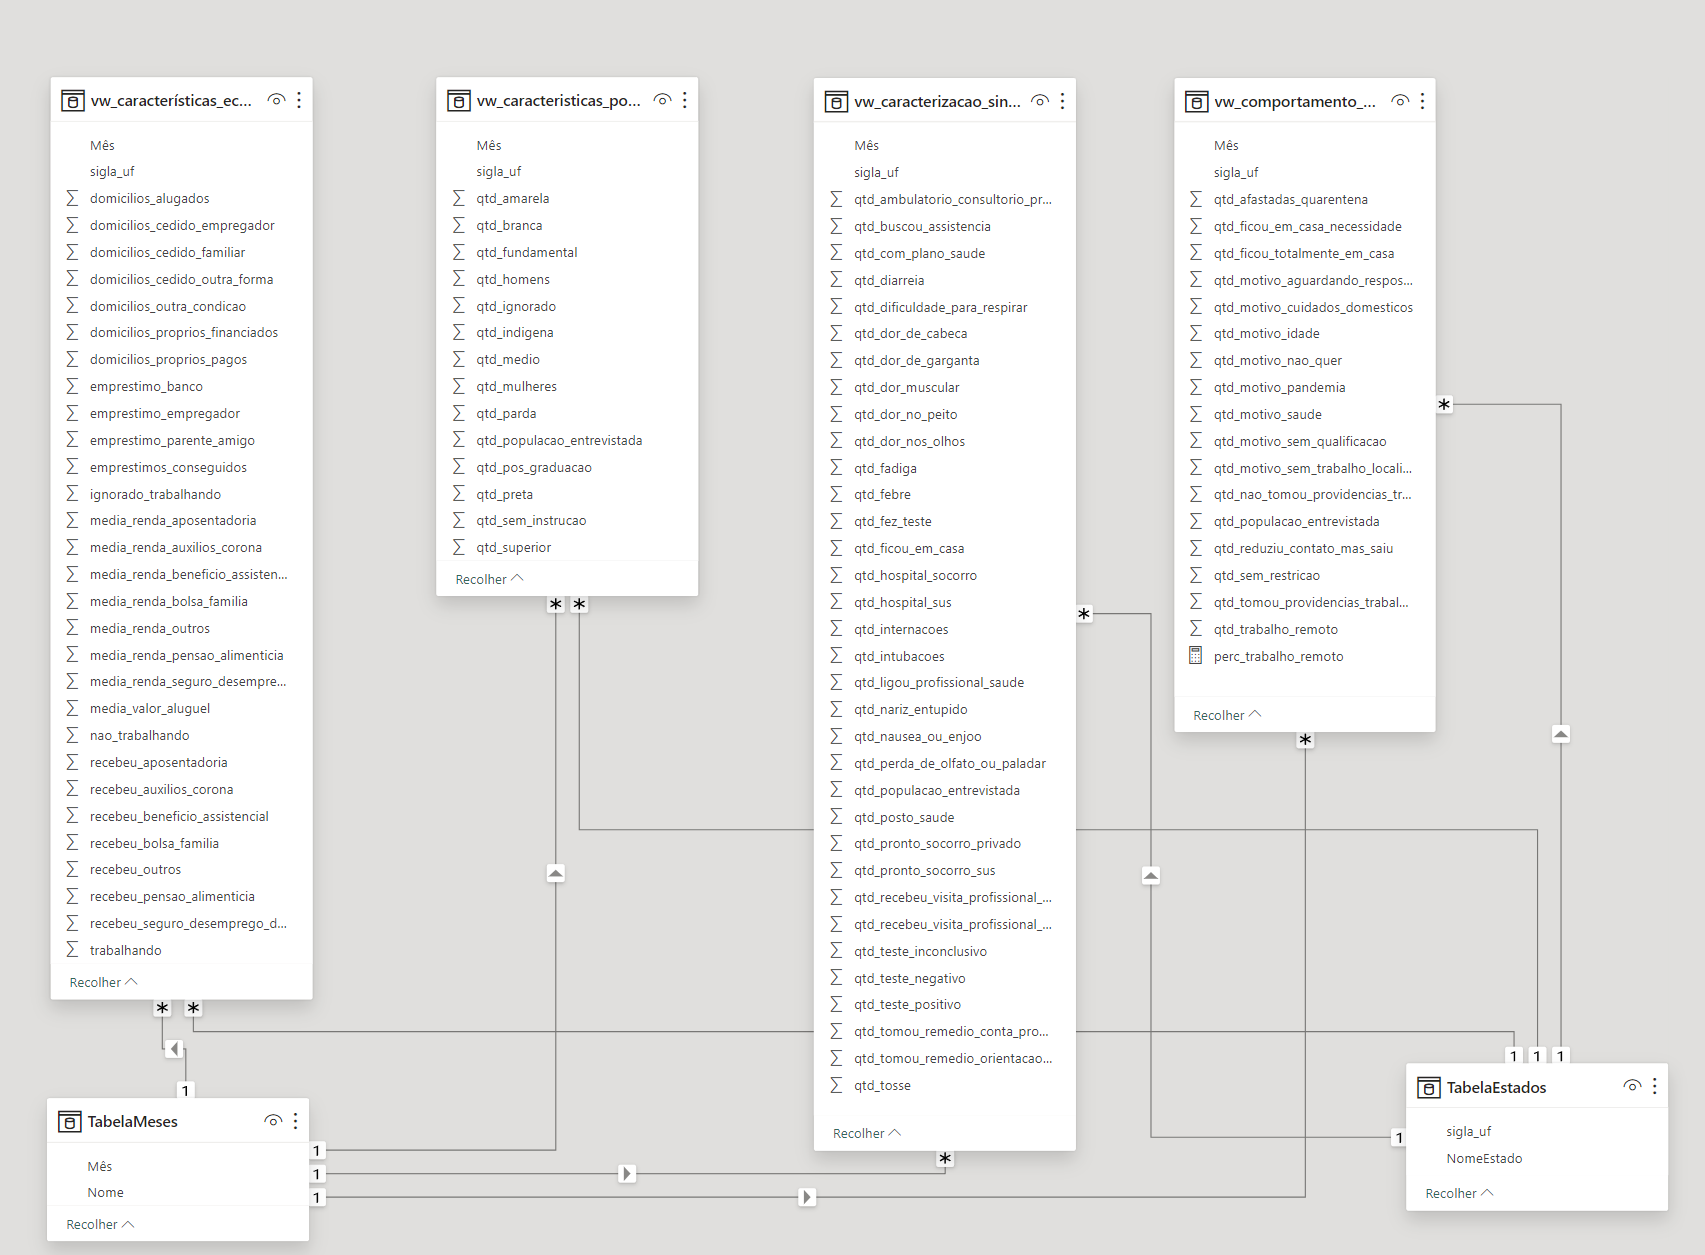 vw_características_ec...
Mês
sigla_uf
domicilios_alugados
domicilios_cedido_empregador
domicilios_cedido_familiar
domicilios_cedido_outra_forma
domicilios_outra_condicao
domicilios_proprios_financiados
domicilios_proprios_pagos
emprestimo_banco
emprestimo_empregador
emprestimo_parente_amigo
emprestimos_conseguidos
ignorado_trabalhando
media_renda_aposentadoria
media_renda_auxilios_corona
media_renda_beneficio_assisten...
media_renda_bolsa_familia
media_renda_outros
media_renda_pensao_alimenticia
media_renda_seguro_desempre...
media_valor_aluguel
nao_trabalhando
recebeu_aposentadoria
recebeu_auxilios_corona
recebeu_beneficio_assistencial
recebeu_bolsa_familia
recebeu_outros
recebeu_pensao_alimenticia
recebeu_seguro_desemprego_d...
trabalhando
Recolher
vw_caracteristicas_po...
Mês
sigla_uf
qtd_amarela
qtd_branca
qtd_fundamental
qtd_homens
qtd_ignorado
qtd_indigena
qtd_medio
qtd_mulheres
qtd_parda
qtd_populacao_entrevistada
qtd_pos_graduacao
qtd_preta
qtd_sem_instrucao
qtd_superior
Recolher
vw_caracterizacao_sin...
Mês
sigla_uf
qtd_ambulatorio_consultorio_pr...
qtd_buscou_assistencia
qtd_com_plano_saude
qtd_diarreia
qtd_dificuldade_para_respirar
qtd_dor_de_cabeca
qtd_dor_de_garganta
qtd_dor_muscular
qtd_dor_no_peito
qtd_dor_nos_olhos
qtd_fadiga
qtd_febre
qtd_fez_teste
qtd_ficou_em_casa
qtd_hospital_socorro
qtd_hospital_sus
qtd_internacoes
qtd_intubacoes
qtd_ligou_profissional_saude
qtd_nariz_entupido
qtd_nausea_ou_enjoo
qtd_perda_de_olfato_ou_paladar
qtd_populacao_entrevistada
qtd_posto_saude
qtd_pronto_socorro_privado
qtd_pronto_socorro_sus
qtd_recebeu_visita_profissional_...
qtd_recebeu_visita_profissional_...
qtd_teste_inconclusivo
qtd_teste_negativo
qtd_teste_positivo
qtd_tomou_remedio_conta_pro...
qtd_tomou_remedio_orientacao...
qtd_tosse
Recolher
vw_comportamento_...
Mês
sigla_uf
qtd_afastadas_quarentena
qtd_ficou_em_casa_necessidade
qtd_ficou_totalmente_em_casa
qtd_motivo_aguardando_respos...
qtd_motivo_cuidados_domesticos
qtd_motivo_idade
qtd_motivo_nao_quer
qtd_motivo_pandemia
qtd_motivo_saude
qtd_motivo_sem_qualificacao
qtd_motivo_sem_trabalho_locali...
qtd_nao_tomou_providencias_tr...
qtd_populacao_entrevistada
qtd_reduziu_contato_mas_saiu
qtd_sem_restricao
qtd_tomou_providencias_trabal...
qtd_trabalho_remoto
perc_trabalho_remoto
Recolher
1
TabelaMeses
Mês
Nome
Recolher
1
1
1
1 1 1
1
TabelaEstados
sigla_uf
NomeEstado
Recolher